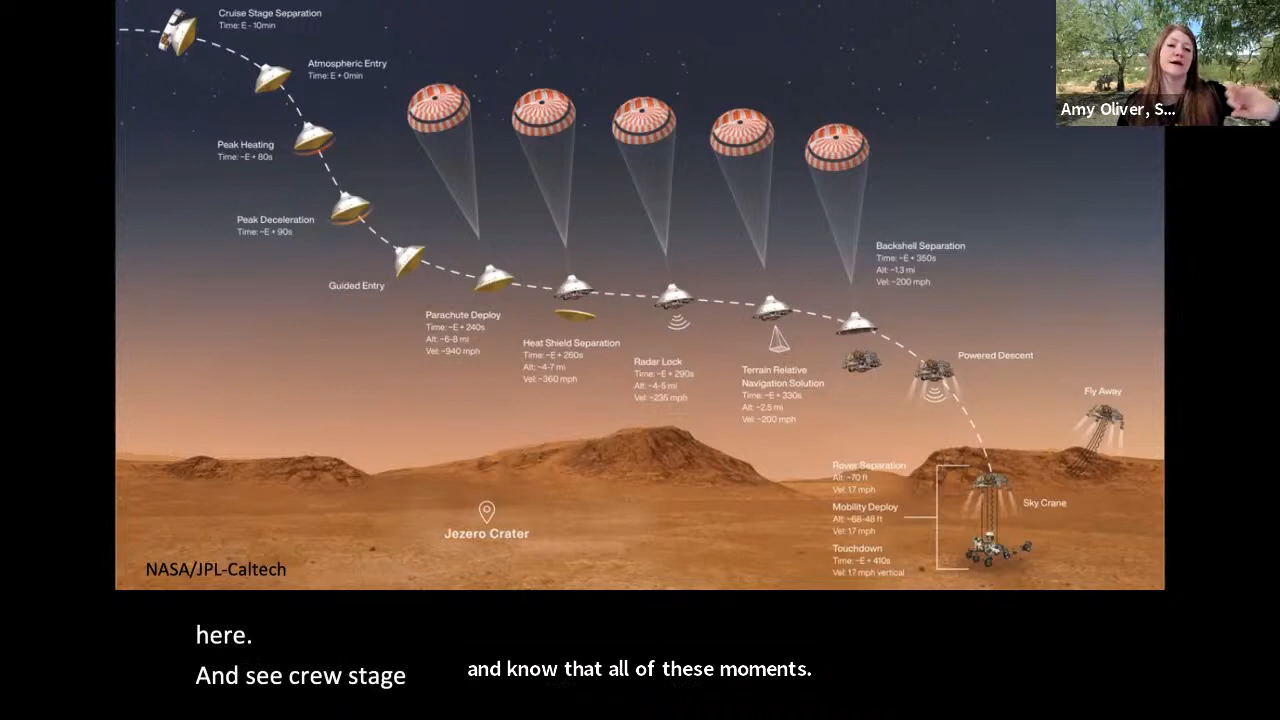 Cruise Stage Separation
Time: E - 10min
Amy Oliver, S...
Atmospheric Entry
Time: E + 0min
Peak Heating
Time: ~E + 80s
Peak Deceleration
Time: ~E + 90s
Guided Entry
Parachute Deploy
Time: ~E + 240s
Alt: ~6-8 mi
Vel: ~940 mph
Heat Shield Separation
Time: ~E + 260s
Alt: ~4-7 mi
Vel: ~360 mph
Radar Lock
Time: ~E + 290s
Alt: ~4-5 mi
Vel: ~235 mph
Terrain Relative
Navigation Solution
Time: ~E + 330s
Alt: ~2.5 mi
Vel: ~200 mph
Backshell Separation
Time: ~E + 350s
Alt: ~1.3 mi
Vel: ~200 mph
Powered Descent
Fly Away
Rover Separation
Alt: ~70 ft
Vel: 1.7 mph
Mobility Deploy
Alt: ~68-48 ft
Vel: 1.7 mph
Touchdown
Time: ~E + 410s
Vel: 1.7 mph vertical
Sky Crane
Jezero Crater
NASA/JPL-Caltech
here.
And see crew stage
and know that all of these moments.